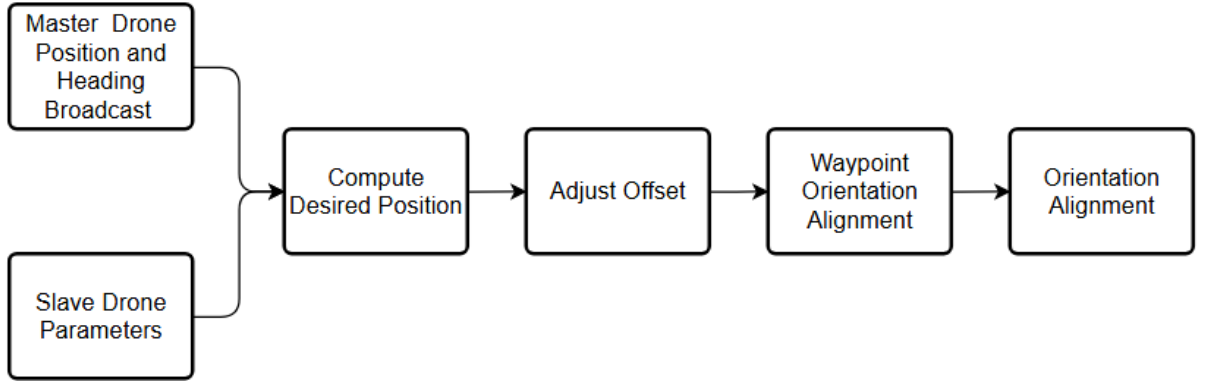 Master Drone
Position and
Heading
Broadcast
Slave Drone
Parameters
Compute
Desired Position
Adjust Offset
Waypoint
Orientation
Alignment
Orientation
Alignment